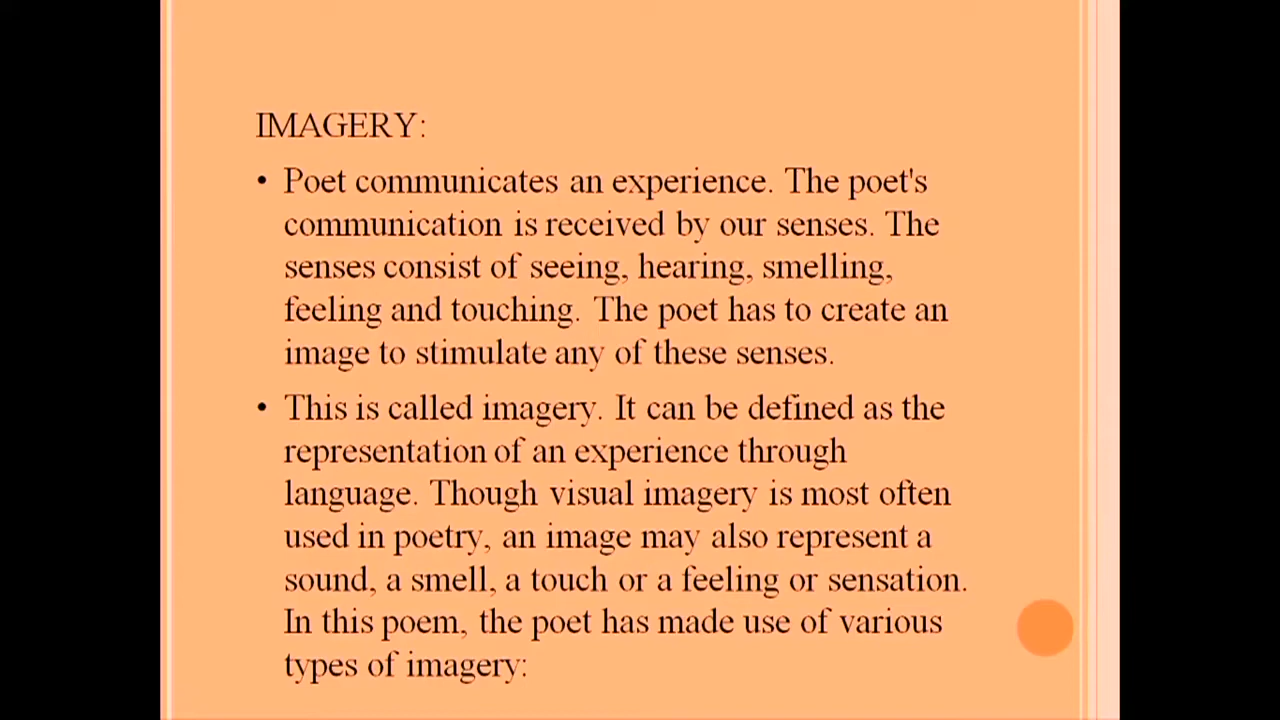 IMAGERY:
• Poet communicates an experience. The poet's
communication is received by our senses. The
senses consist of seeing, hearing, smelling,
feeling and touching. The poet has to create an
image to stimulate any of these senses.
• This is called imagery. It can be defined as the
representation of an experience through
language. Though visual imagery is most often
used in poetry, an image may also represent a
sound, a smell, a touch or a feeling or sensation.
In this poem, the poet has made use of various
types of imagery: